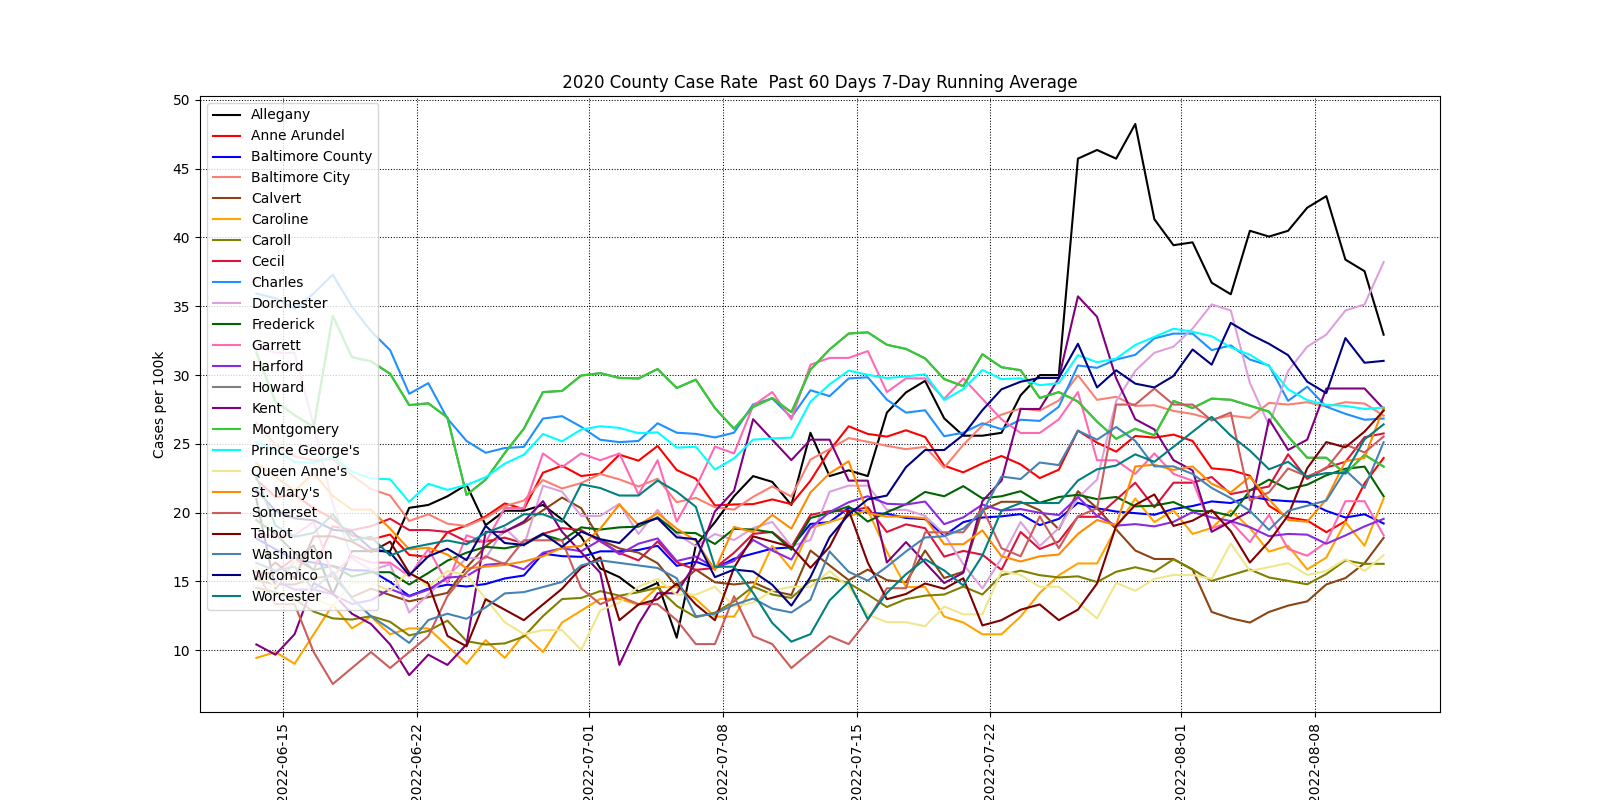 2020 County Case Rate  Past 60 Days 7-Day Running Average
Cases per 100k
50
45
40
35
30
25
20
15
10
Allegany
Anne Arundel
Baltimore County
Baltimore City
Calvert
Caroline
Caroll
Cecil
Charles
Dorchester
Frederick
Garrett
Harford
Howard
Kent
Montgomery
Prince George's
Queen Anne's
St. Mary's
Somerset
Talbot
Washington
Wicomico
Worcester
2022-06-15
2022-06-22
2022-07-01
2022-07-08
2022-07-15
2022-07-22
2022-08-01
2022-08-08